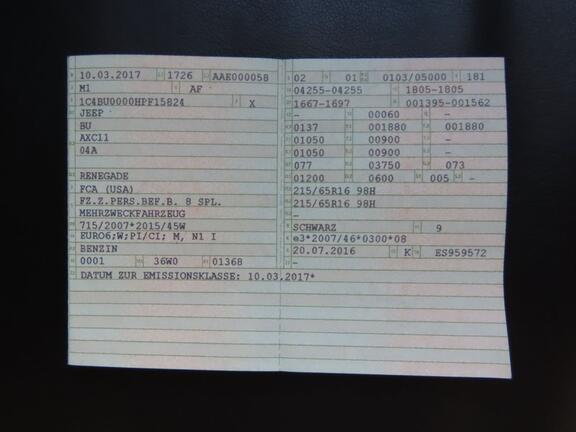 10.03.2017 1726 AAE000058
M1 AF
1C4BU0000HPF15824 X
JEEP
BU
AXC11
04A
RENEGADE
FCA (USA)
FZ.Z.PERS.BEF.B. 8 SPL.
MEHRZWECKFAHRZEUG
715/2007*2015/45W
EURO6;W;PI/CI; M, N1 I
BENZIN
0001 36W0 01368
DATUM ZUR EMISSIONSKLASSE: 10.03.2017*
02 01 0103/05000 181
04255-04255 1805-1805
1667-1697 001395-001562
- 00060 -
0137 001880 001880
01050 00900 -
01050 00900 -
077 03750 073
01200 0600 005 -
215/65R16 98H
215/65R16 98H
-
SCHWARZ 9
e3*2007/46*0300*08
20.07.2016 K ES959572
-